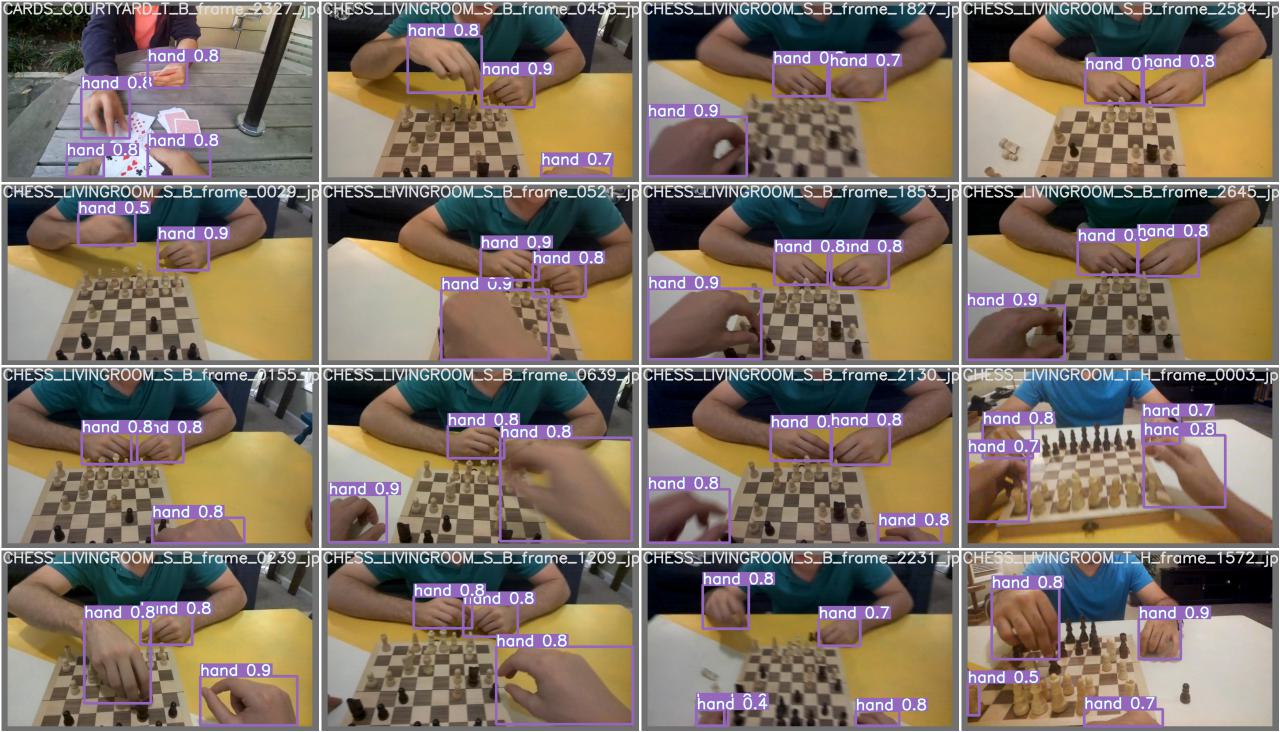 CARDS_COURTYARD_T_B_frame_2327_jp
hand 0.8
hand 0.8
hand 0.8
hand 0.8
CHESS_LIVINGROOM_S_B_frame_0458_jp
hand 0.8
hand 0.9
hand 0.7
CHESS_LIVINGROOM_S_B_frame_1827_jp
hand 0.7
hand 0.9
CHESS_LIVINGROOM_S_B_frame_2584_jp
hand 0
hand 0.8
CHESS_LIVINGROOM_S_B_frame_0029_jp
hand 0.5
hand 0.9
CHESS_LIVINGROOM_S_B_frame_0521_jp
hand 0.9
hand 0.8
hand 0.9
CHESS_LIVINGROOM_S_B_frame_1853_jp
hand 0.8
hand 0.8
hand 0.9
CHESS_LIVINGROOM_S_B_frame_2645_jp
hand 0.8
hand 0.9
CHESS_LIVINGROOM_S_B_frame_0155_jp
hand 0.8
hand 0.8
hand 0.8
CHESS_LIVINGROOM_S_B_frame_0639_jp
hand 0.8
hand 0.8
hand 0.9
CHESS_LIVINGROOM_S_B_frame_2130_jp
hand 0.
hand 0.8
hand 0.8
hand 0.8
CHESS_LIVINGROOM_T_H_frame_0003_jp
hand 0.7
hand 0.8
hand 0.8
hand 0.7
CHESS_LIVINGROOM_S_B_frame_0239_jp
hand 0.8
hand 0.8
hand 0.9
CHESS_LIVINGROOM_S_B_frame_1209_jp
hand 0.8
hand 0.8
hand 0.8
CHESS_LIVINGROOM_S_B_frame_2231_jp
hand 0.8
hand 0.7
hand 0.4
hand 0.8
CHESS_LIVINGROOM_T_H_frame_1572_jp
hand 0.8
hand 0.9
hand 0.5
hand 0.7